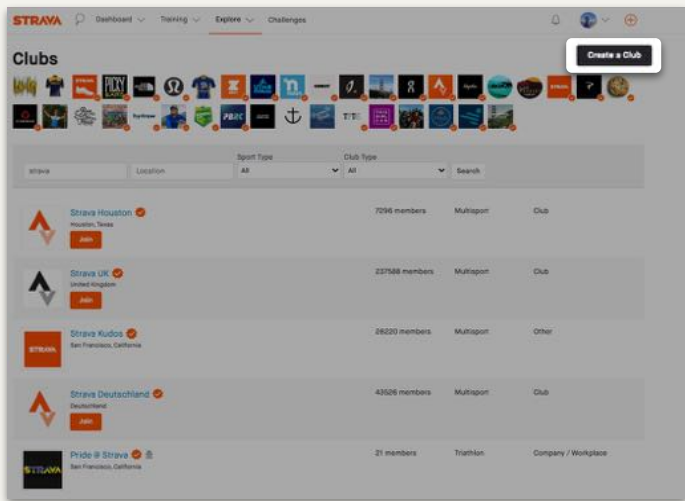 STRAVA Dashboard Training Explore Challenges
Clubs
Create a Club
Sport Type Club Type
strava Location All All Search
Strava Houston 7296 members Multisport Club
Houston, Texas
Join
Strava UK 237588 members Multisport Club
United Kingdom
Join
Strava Kudos 28220 members Multisport Other
San Francisco, California
STRAVA
Strava Deutschland 43526 members Multisport Club
Deutschland
Join
Pride @ Strava 21 members Triathlon Company / Workplace
San Francisco, California
STRAVA